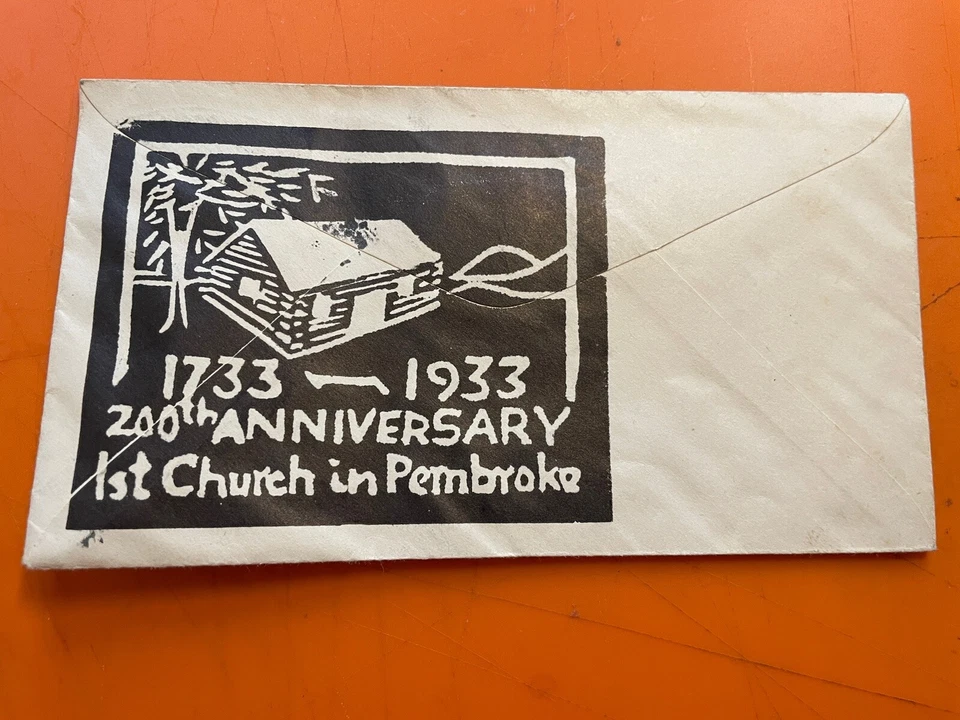 F
1733 — 1933
200th ANNIVERSARY
1st Church in Pembroke